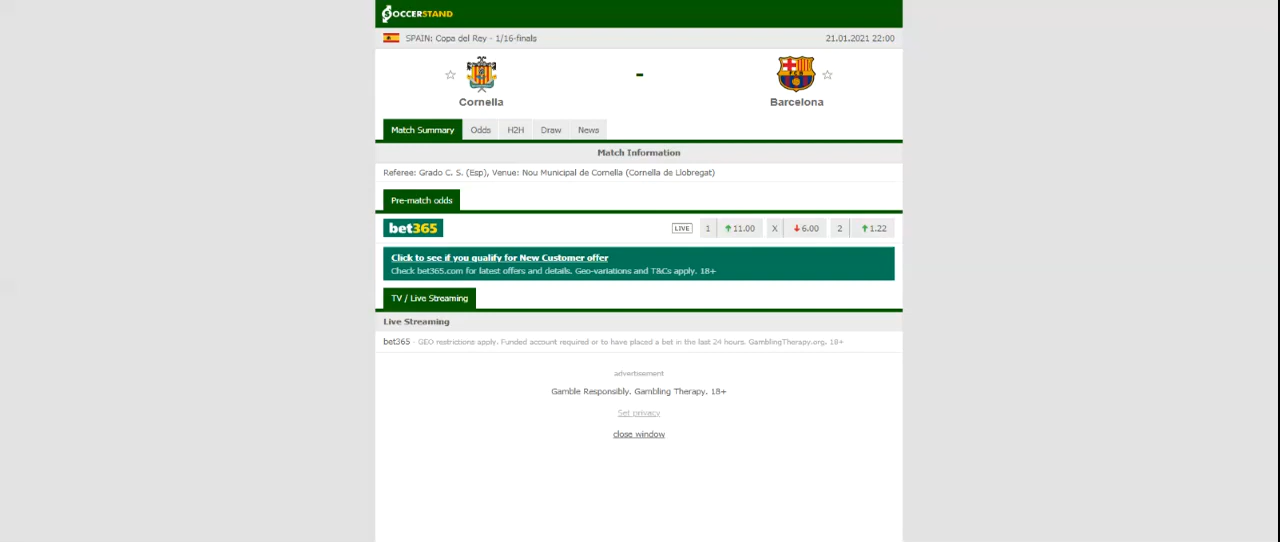 SOCCERSTAND
SPAIN: Copa del Rey - 1/16-finals 21.01.2021 22:00
-
Cornella Barcelona
Match Summary Odds H2H Draw News
Match Information
Referee: Grado C. S. (Esp), Venue: Nou Municipal de Cornella (Cornella de Llobregat)
Pre-match odds
bet365 LIVE 1 11.00 X 6.00 2 1.22
Click to see if you qualify for New Customer offer
Check bet365.com for latest offers and details. Geo-variations and T&Cs apply. 18+
TV / Live Streaming
Live Streaming
bet365 - GEO restrictions apply. Funded account required or to have placed a bet in the last 24 hours. GamblingTherapy.org. 18+
advertisement
Gamble Responsibly. Gambling Therapy. 18+
Set privacy
close window